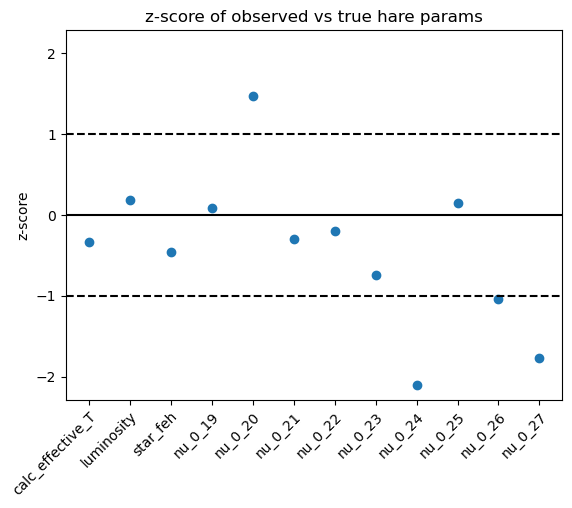 z-score of observed vs true hare params
z-score
2
1
0
−1
−2
calc_effective_T
luminosity
star_feh
nu_0_19
nu_0_20
nu_0_21
nu_0_22
nu_0_23
nu_0_24
nu_0_25
nu_0_26
nu_0_27